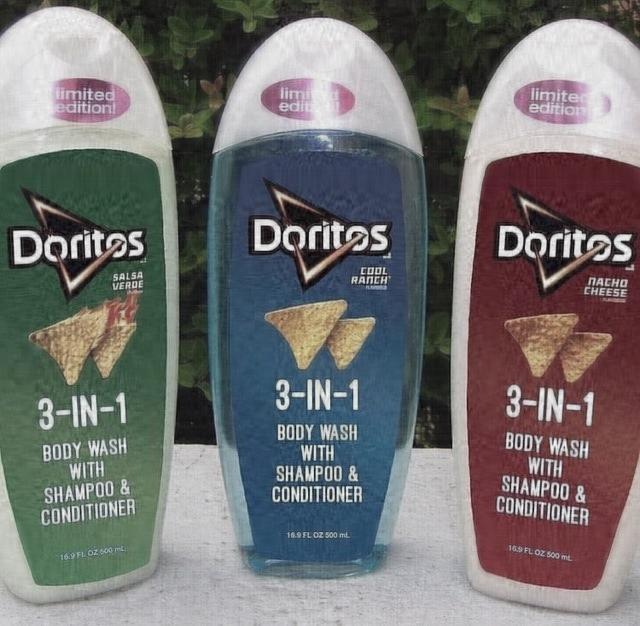 limited
edition!
Doritos
SALSA
VERDE
3-IN-1
BODY WASH
WITH
SHAMPOO &
CONDITIONER
16.9 FL OZ 500 mL
limited
edition!
Doritos
COOL
RANCH
FLAVORED
3-IN-1
BODY WASH
WITH
SHAMPOO &
CONDITIONER
16.9 FL OZ 500 mL
limited
edition
Doritos
NACHO
CHEESE
FLAVORED
3-IN-1
BODY WASH
WITH
SHAMPOO &
CONDITIONER
16.9 FL OZ 500 mL